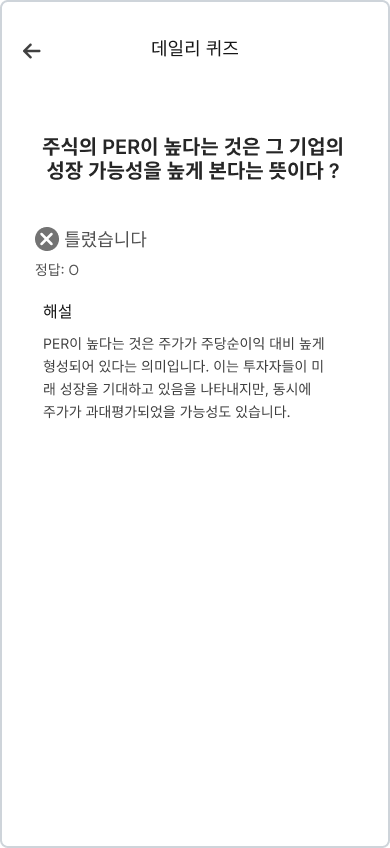 데일리 퀴즈
주식의 PER이 높다는 것은 그 기업의
성장 가능성을 높게 본다는 뜻이다 ?
틀렸습니다
정답: O
해설
PER이 높다는 것은 주가가 주당순이익 대비 높게
형성되어 있다는 의미입니다. 이는 투자자들이 미
래 성장을 기대하고 있음을 나타내지만, 동시에
주가가 과대평가되었을 가능성도 있습니다.